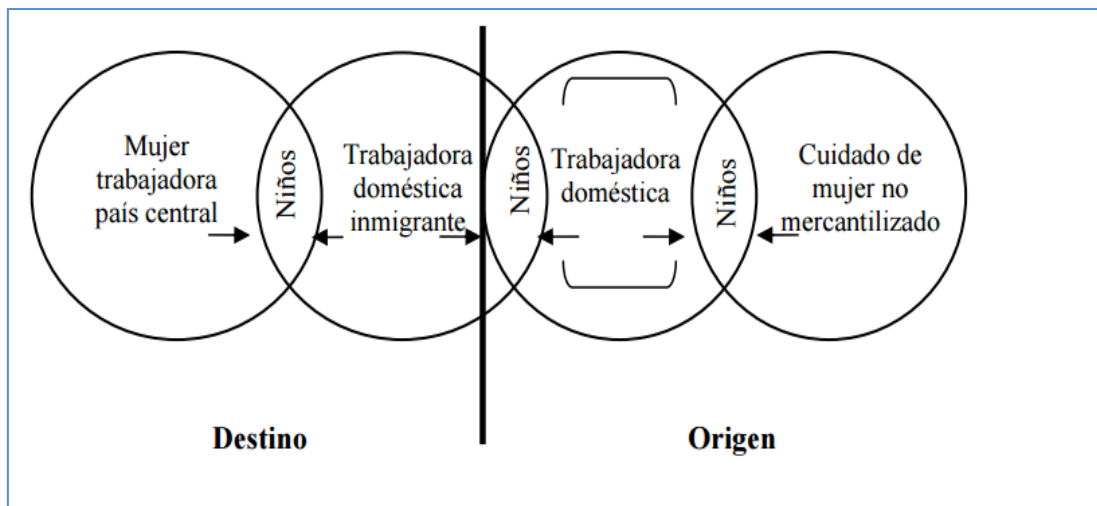 Mujer
trabajadora
país central
Niños
Trabajadora
doméstica
inmigrante
Niños
Trabajadora
doméstica
Niños
Cuidado de
mujer no
mercantilizado
Destino
Origen